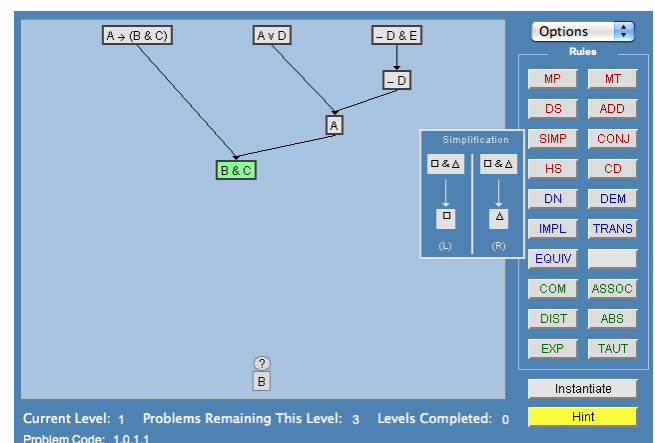 A → (B & C)
A v D
– D & E
– D
A
B & C
?
B
Simplification
□ & △
□ & △
□
△
(L)
(R)
Options
Rules
MP MT
DS ADD
SIMP CONJ
HS CD
DN DEM
IMPL TRANS
EQUIV
COM ASSOC
DIST ABS
EXP TAUT
Instantiate
Hint
Current Level: 1 Problems Remaining This Level: 3 Levels Completed: 0
Problem Code: 1.0.1.1